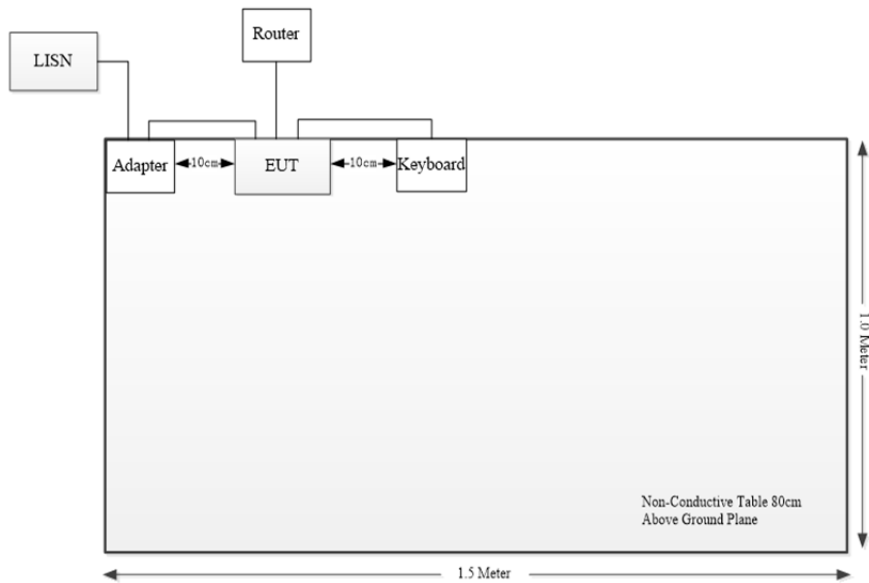 Router
LISN
Adapter
10cm
EUT
10cm
Keyboard
1.0 Meter
Non-Conductive Table 80cm
Above Ground Plane
1.5 Meter